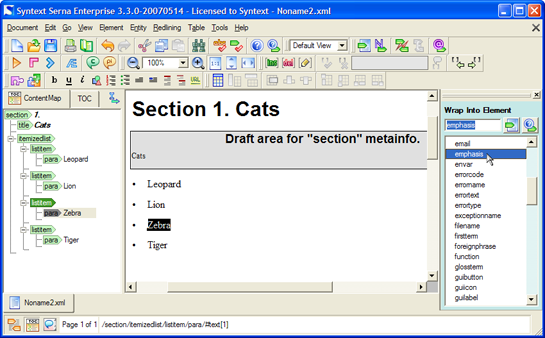 Syntext Serna Enterprise 3.3.0-20070514 - Licensed to Syntext - Noname2.xml
Document Edit Go View Element Entity Redlining Table Tools Help
Default View
100%
1:1
b u i
URL
ContentMap TOC
section 1.
title Cats
itemizedlist
listitem
para Leopard
listitem
para Lion
listitem
para Zebra
listitem
para Tiger
Section 1. Cats
Draft area for "section" metainfo.
Cats
• Leopard
• Lion
• Zebra
• Tiger
Wrap Into Element
emphasis
email
emphasis
envar
errorcode
errorname
errortext
errortype
exceptionname
filename
firstterm
foreignphrase
function
glossterm
guibutton
guiicon
guilabel
Noname2.xml
Page 1 of 1 /section/itemizedlist/listitem/para/#text[1]